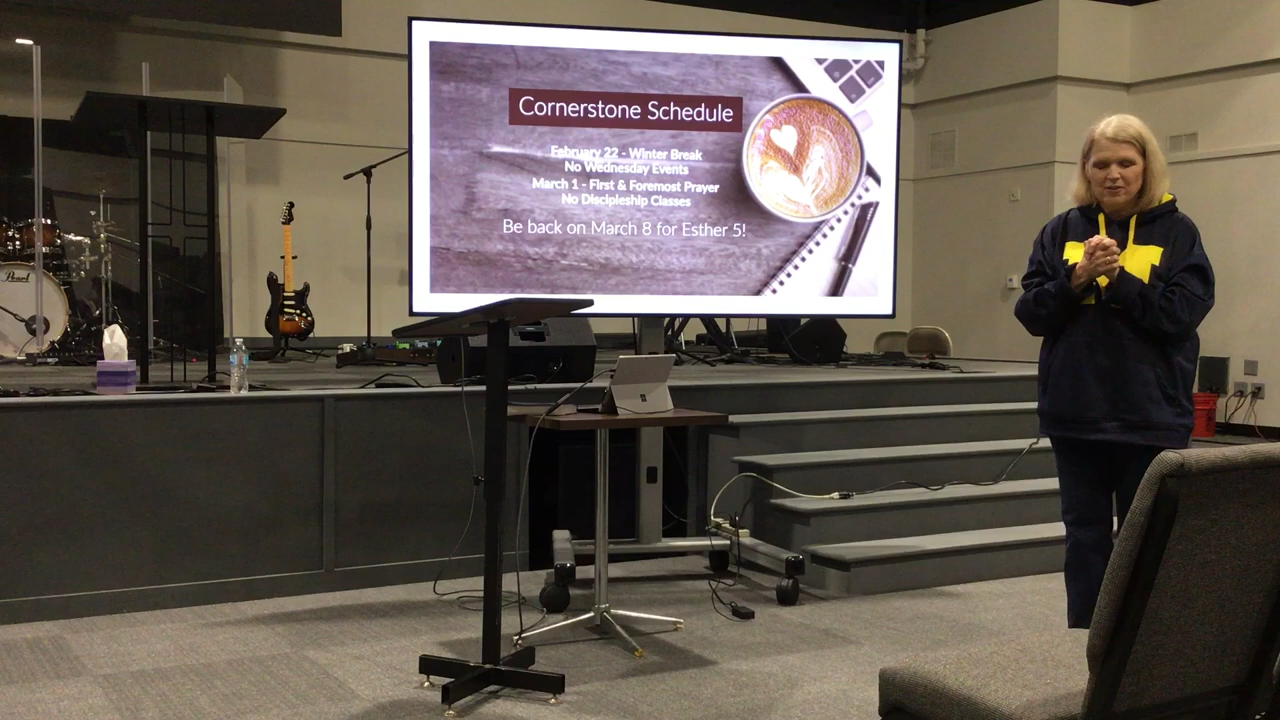 Cornerstone Schedule
February 22 - Winter Break
No Wednesday Events
March 1 - First & Foremost Prayer
No Discipleship Classes
Be back on March 8 for Esther 5!
Pearl